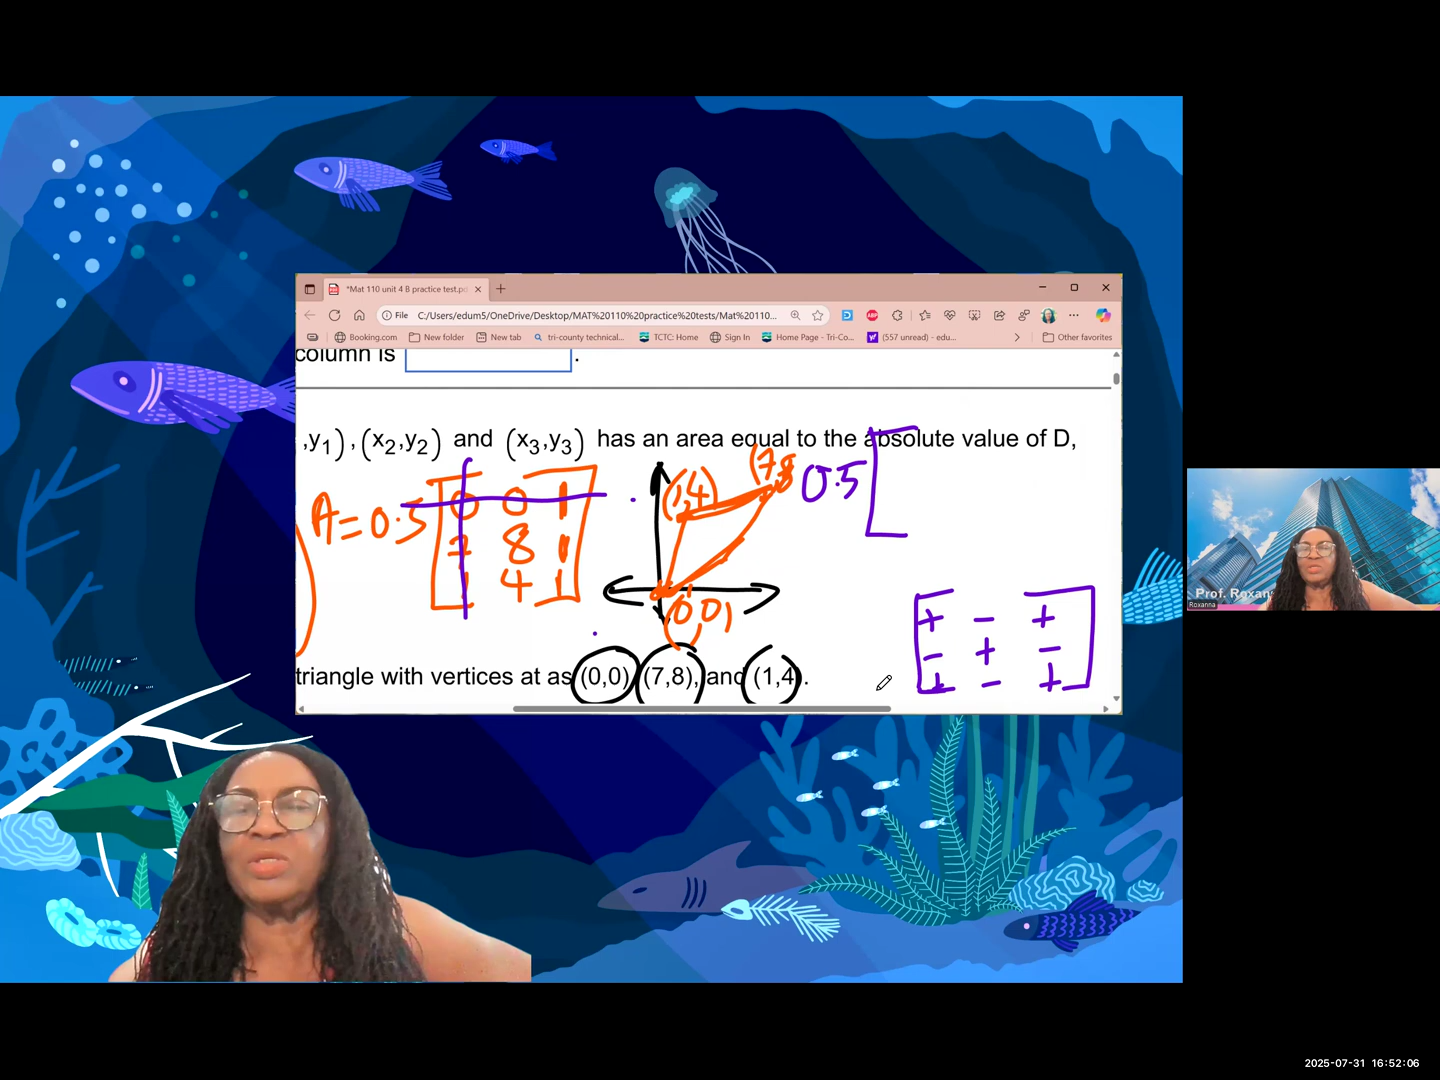 *Mat 110 unit 4 B practice test.pd
File C:/Users/edum5/OneDrive/Desktop/MAT%20110%20practice%20tests/Mat%20110...
Booking.com New folder New tab tri-county technical... TCTC: Home Sign In Home Page - Tri-Co... (557 unread) - edu... Other favorites
column is .
,y1),(x2,y2) and (x3,y3) has an area equal to the absolute value of D,
A = 0.5
0 0 1
7 8 1
1 4 1
(1,4)
(7,8
(0,0)
0.5
+ - +
- + -
+ - +
triangle with vertices at as (0,0), (7,8), and (1,4).
Prof. Roxan
Roxanna
2025-07-31 16:52:06